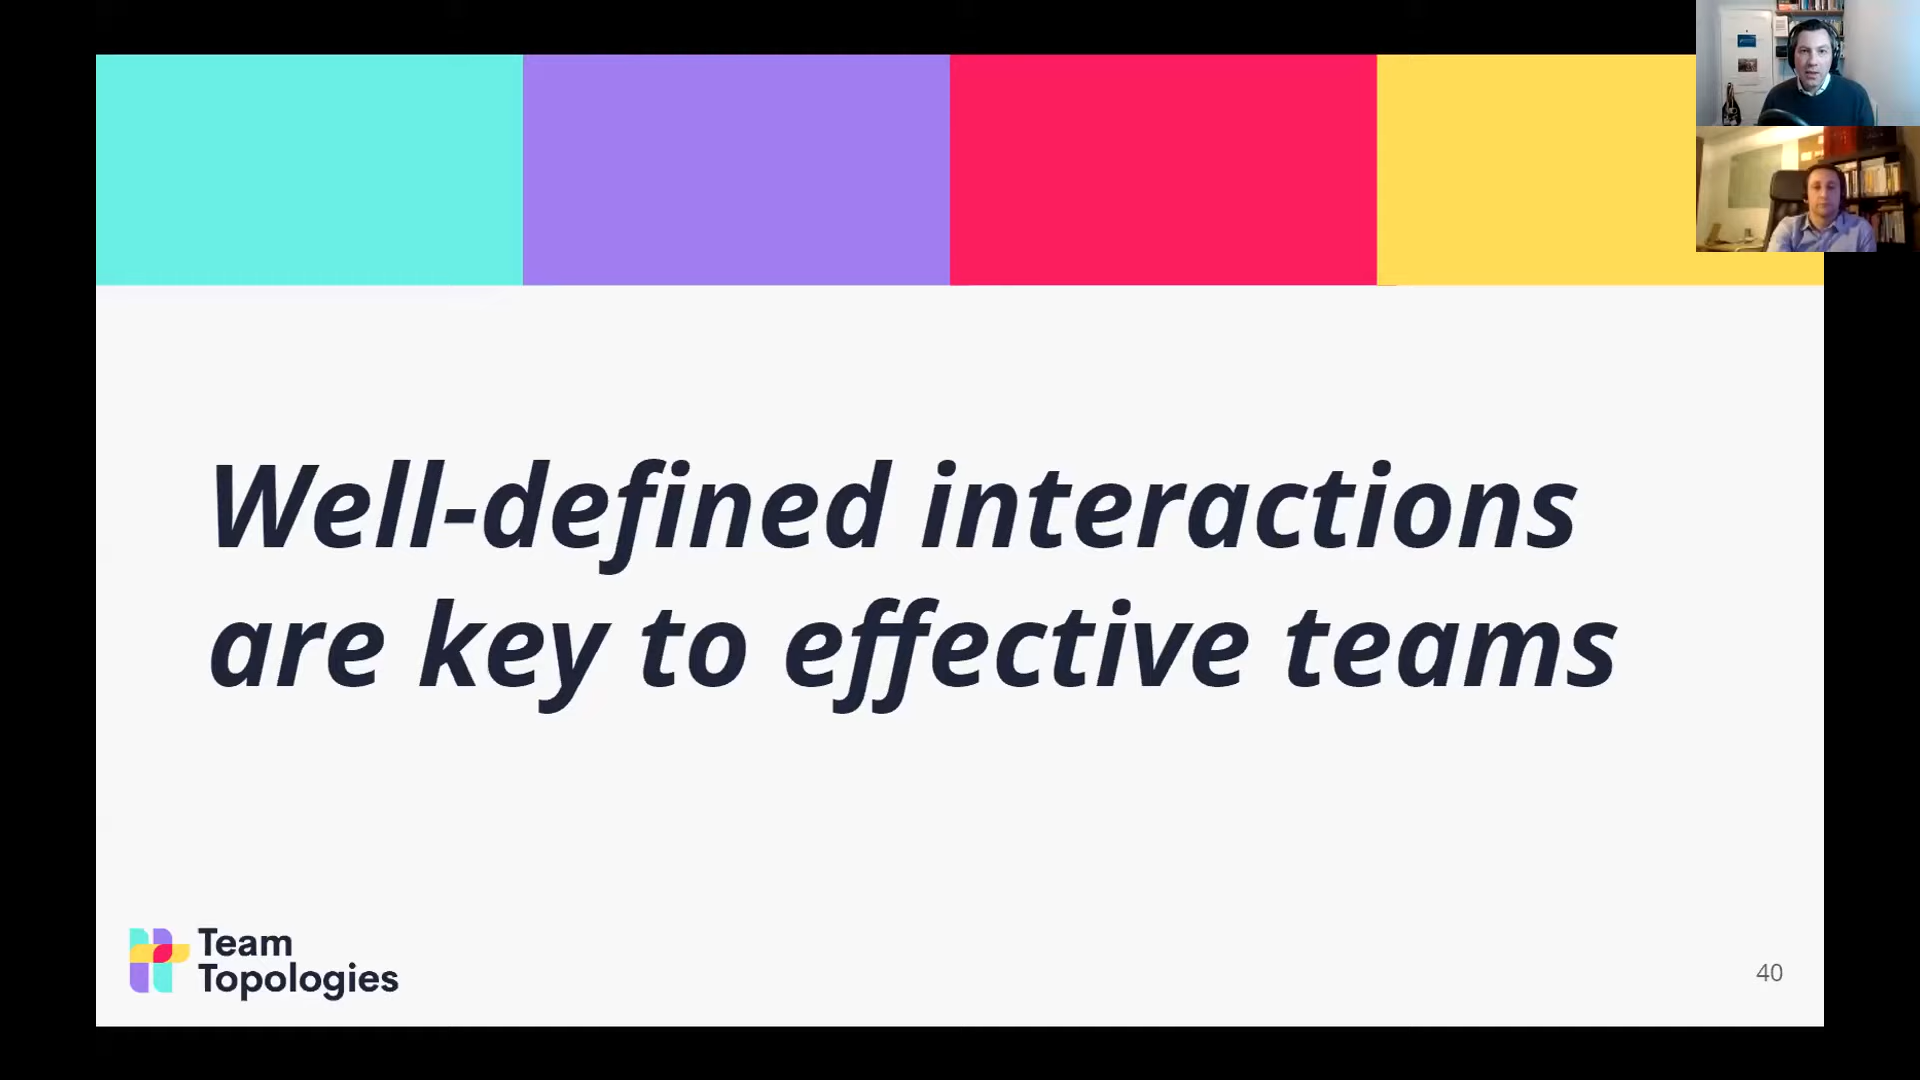 Well-defined interactions
are key to effective teams
Team
Topologies
40